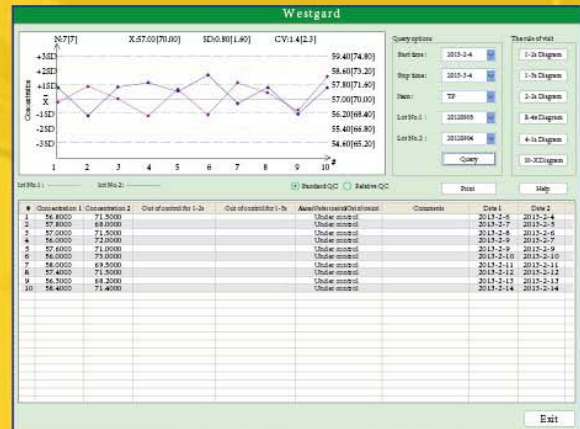 Westgard
N:7[7] X:57.00[70.00] SD:0.80[1.60] CV:1.4[2.3]
Concentration
+3SD 59.40[74.80]
+2SD 58.60[73.20]
+1SD 57.80[71.60]
X 57.00[70.00]
-1SD 56.20[68.40]
-2SD 55.40[66.80]
-3SD 54.60[65.20]
1 2 3 4 5 6 7 8 9 10 #
Lot No.1: Lot No.2:
Standard QC Relative QC
Query options
Start time: 2013-2-4
Stop time: 2013-3-4
Item: TP
Lot No.1:
Lot No.2:
Query
Print
The rule of visit
1-2s Diagram
1-3s Diagram
2-2s Diagram
R-4s Diagram
4-1s Diagram
10-X Diagram
Help
# Concentration 1 Concentration 2 Out of control for 1-2s Out of control for 1-3s Comments Date 1 Date 2
1 56.8000 71.5000 Under control 2013-2-6 2013-2-4
2 57.8000 68.0000 Under control 2013-2-7 2013-2-5
3 57.0000 71.5000 Under control 2013-2-8 2013-2-6
4 56.0000 72.0000 Under control 2013-2-9 2013-2-7
5 57.6000 71.0000 Under control 2013-2-9 2013-2-9
6 56.0000 73.0000 Under control 2013-2-10 2013-2-10
7 58.0000 69.5000 Under control 2013-2-11 2013-2-11
8 57.4000 71.5000 Under control 2013-2-12 2013-2-12
9 56.5000 68.2000 Under control 2013-2-13 2013-2-13
10 58.4000 71.4000 Under control 2013-2-14 2013-2-14
Exit